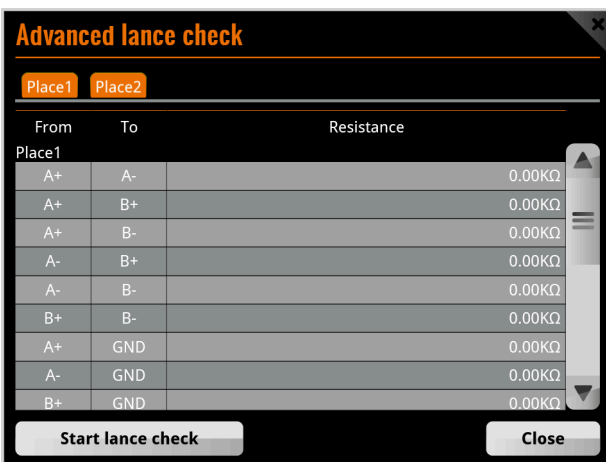 Advanced lance check
Place1 Place2
From To Resistance
Place1
A+ A- 0.00KΩ
A+ B+ 0.00KΩ
A+ B- 0.00KΩ
A- B+ 0.00KΩ
A- B- 0.00KΩ
B+ B- 0.00KΩ
A+ GND 0.00KΩ
A- GND 0.00KΩ
B+ GND 0.00KΩ
Start lance check Close